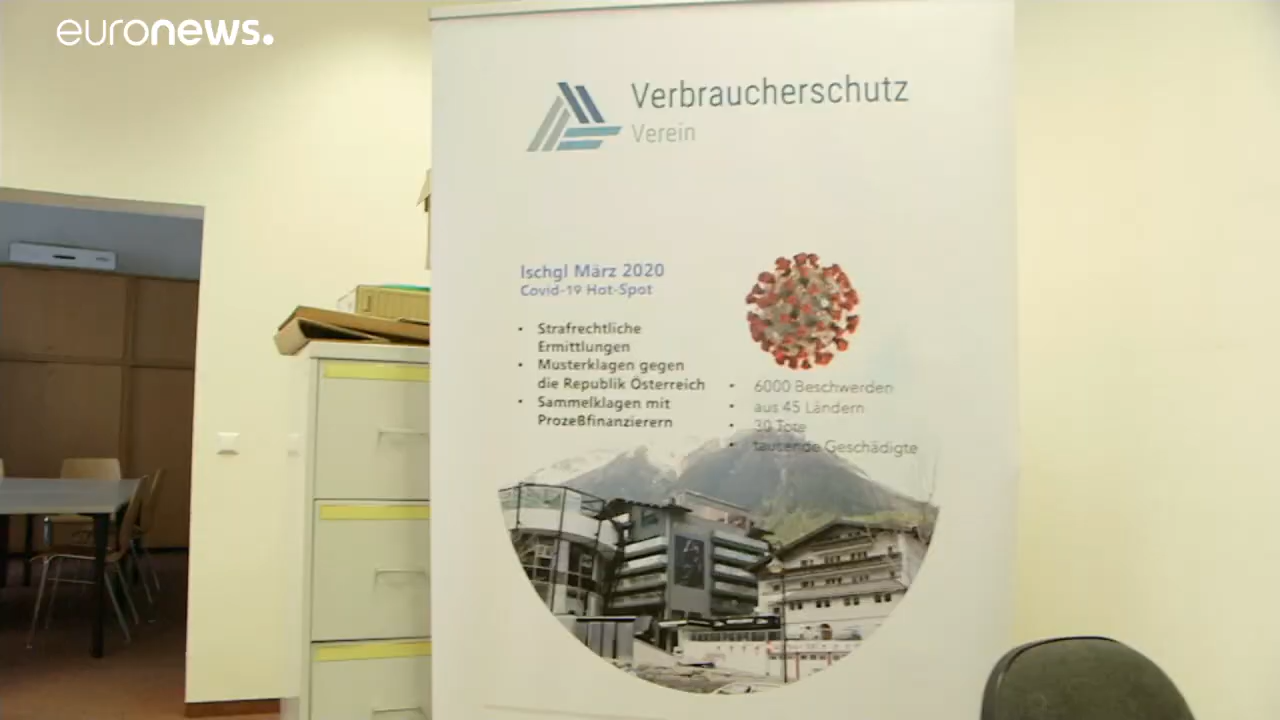 euronews.
Verbraucherschutz
Verein
Ischgl März 2020
Covid-19 Hot-Spot
• Strafrechtliche
Ermittlungen
• Musterklagen gegen
die Republik Österreich
• Sammelklagen mit
Prozeßfinanzierern
• 6000 Beschwerden
• aus 45 Ländern
• 30 Tote
• tausende Geschädigte